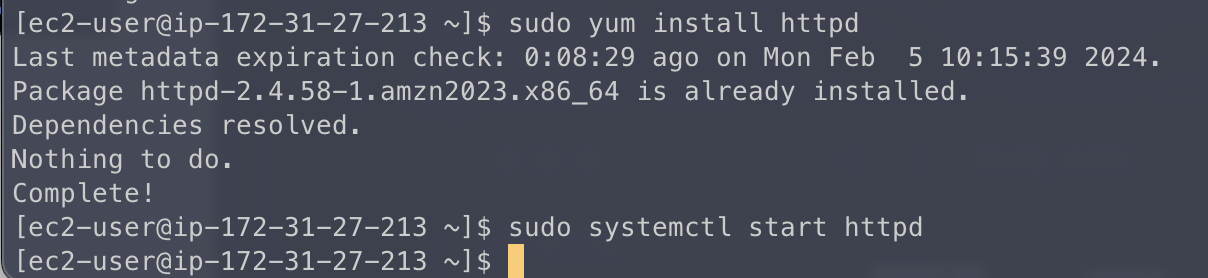 [ec2-user@ip-172-31-27-213 ~]$ sudo yum install httpd
Last metadata expiration check: 0:08:29 ago on Mon Feb  5 10:15:39 2024.
Package httpd-2.4.58-1.amzn2023.x86_64 is already installed.
Dependencies resolved.
Nothing to do.
Complete!
[ec2-user@ip-172-31-27-213 ~]$ sudo systemctl start httpd
[ec2-user@ip-172-31-27-213 ~]$